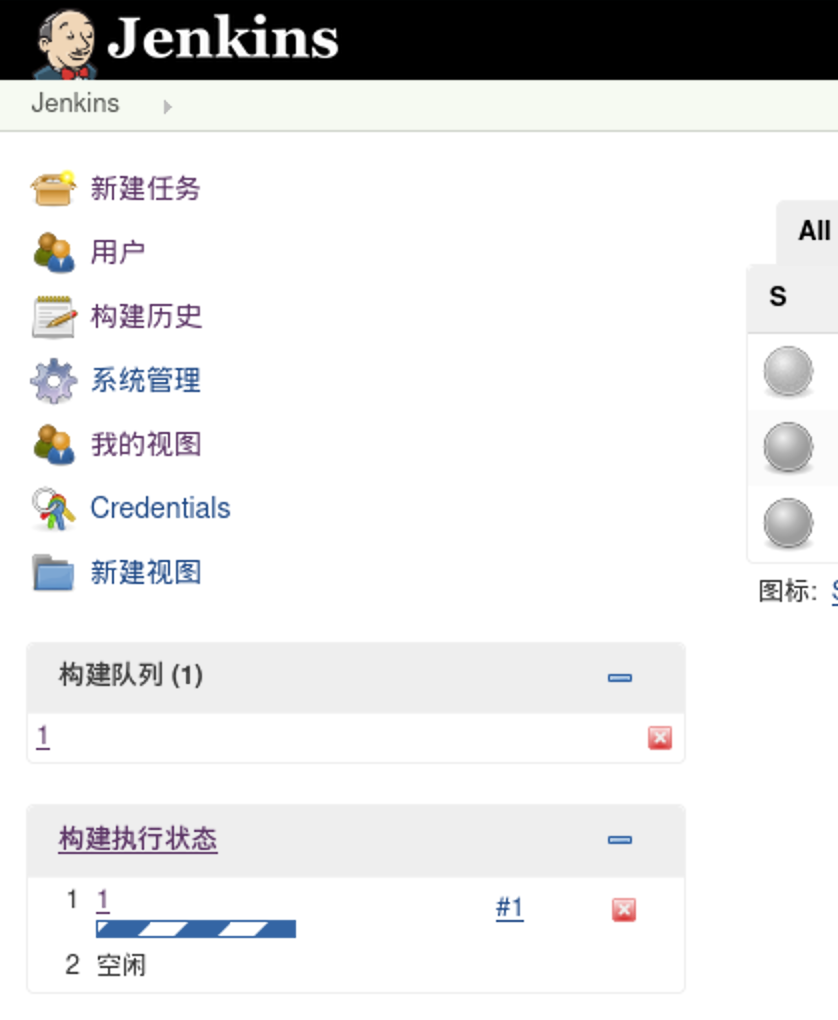 Jenkins
Jenkins
新建任务
用户
构建历史
系统管理
我的视图
Credentials
新建视图
All
S
图标:
构建队列 (1)
1
构建执行状态
1 1 #1
2 空闲